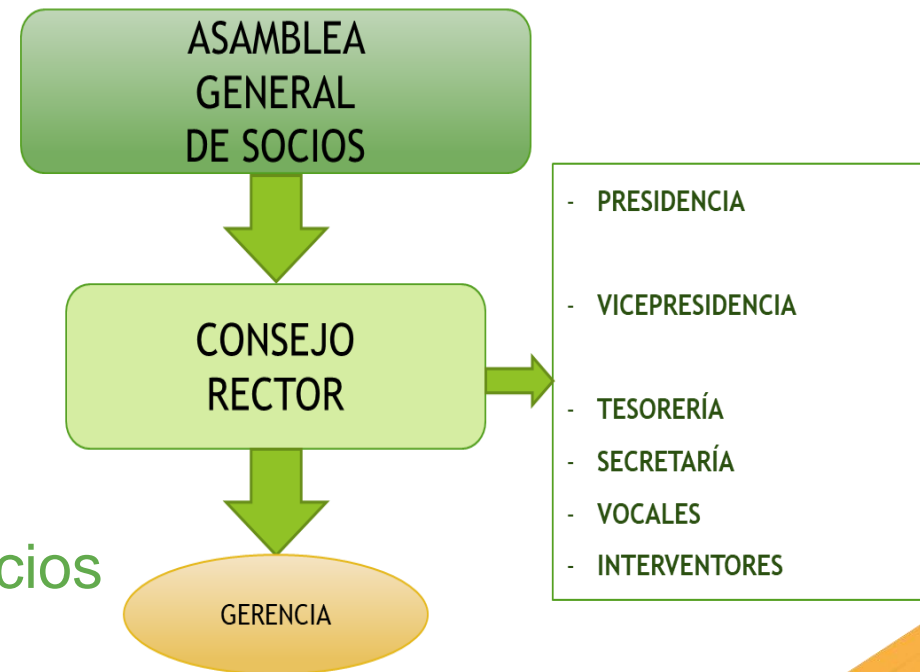 ASAMBLEA
GENERAL
DE SOCIOS
CONSEJO
RECTOR
- PRESIDENCIA
- VICEPRESIDENCIA
- TESORERÍA
- SECRETARÍA
- VOCALES
- INTERVENTORES
cios
GERENCIA